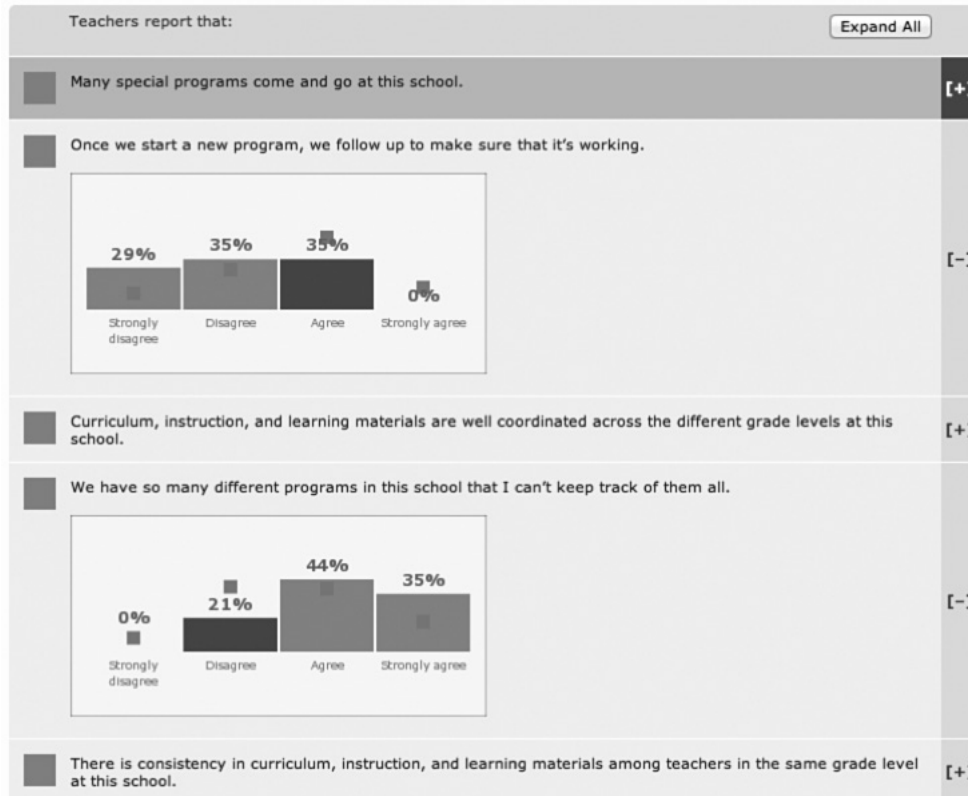 Teachers report that:
Expand All
Many special programs come and go at this school.
[+]
Once we start a new program, we follow up to make sure that it's working.
29%
35%
35%
0%
Strongly
disagree
Disagree
Agree
Strongly agree
[–]
Curriculum, instruction, and learning materials are well coordinated across the different grade levels at this
school.
[+]
We have so many different programs in this school that I can't keep track of them all.
0%
21%
44%
35%
Strongly
disagree
Disagree
Agree
Strongly agree
[–]
There is consistency in curriculum, instruction, and learning materials among teachers in the same grade level
at this school.
[+]